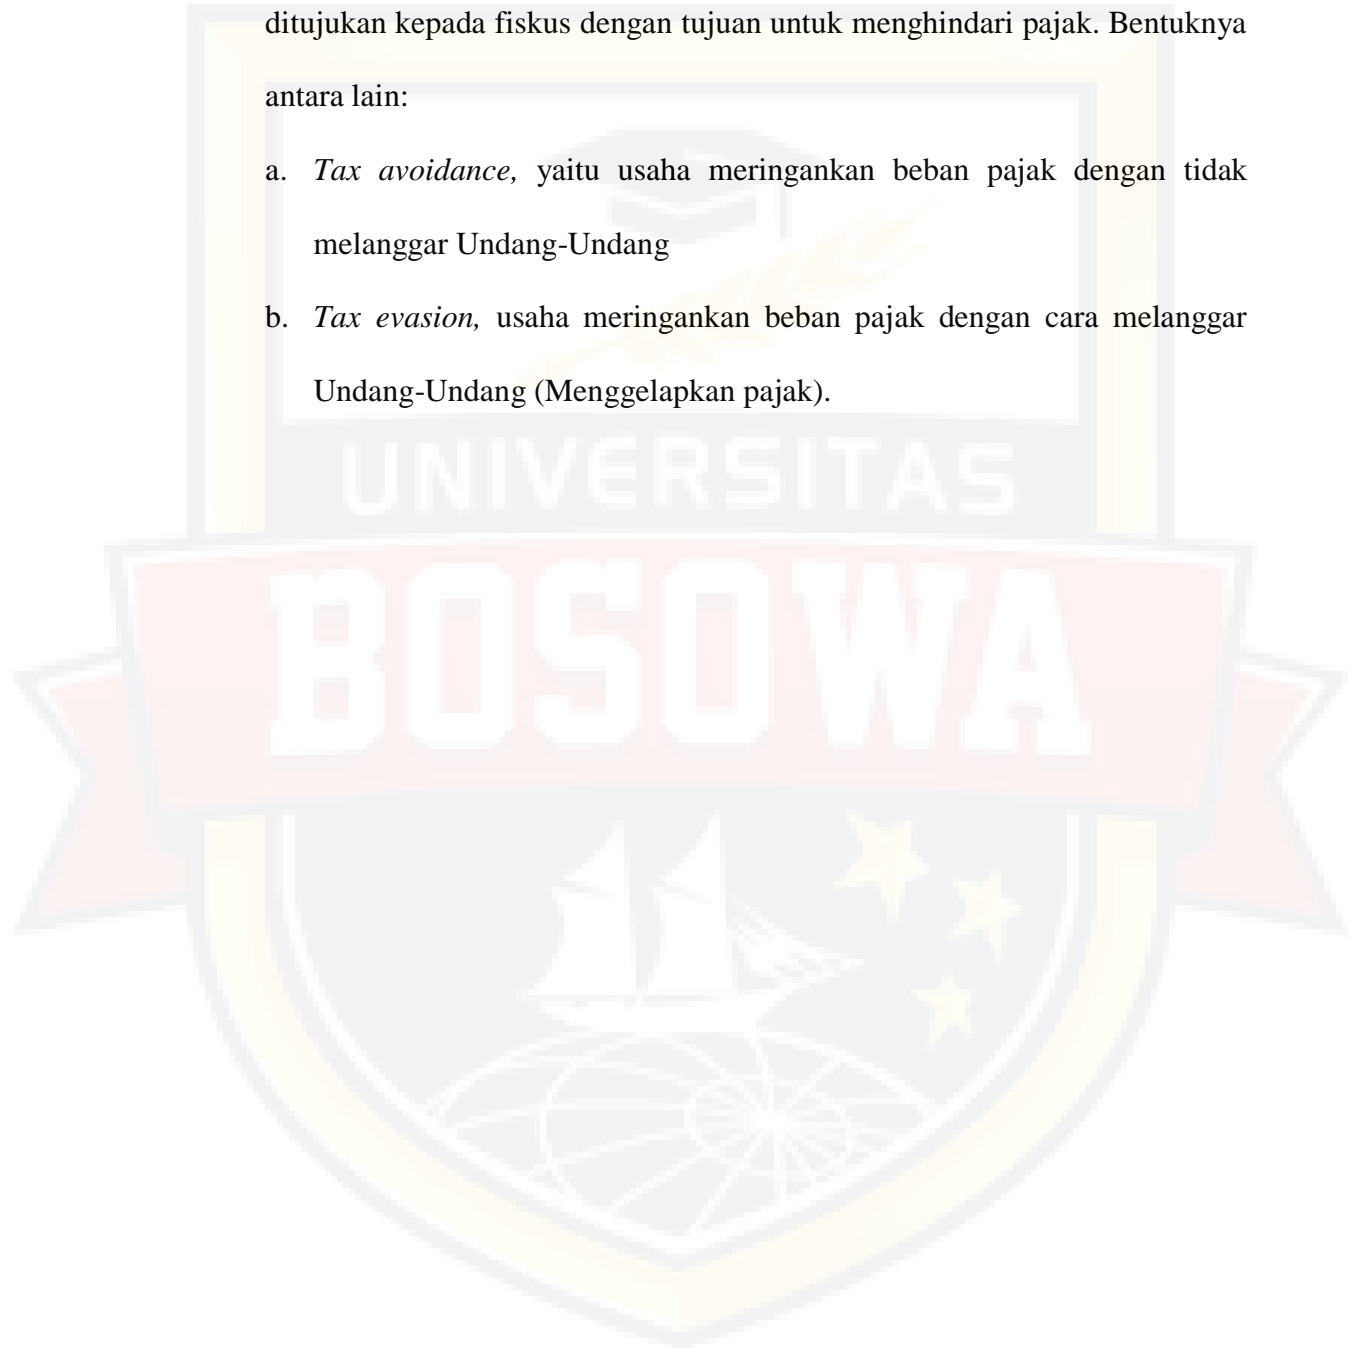 ditujukan kepada fiskus dengan tujuan untuk menghindari pajak. Bentuknya
antara lain:
a. Tax avoidance, yaitu usaha meringankan beban pajak dengan tidak
melanggar Undang-Undang
b. Tax evasion, usaha meringankan beban pajak dengan cara melanggar
Undang-Undang (Menggelapkan pajak).
UNIVERSITAS
BOSOWA